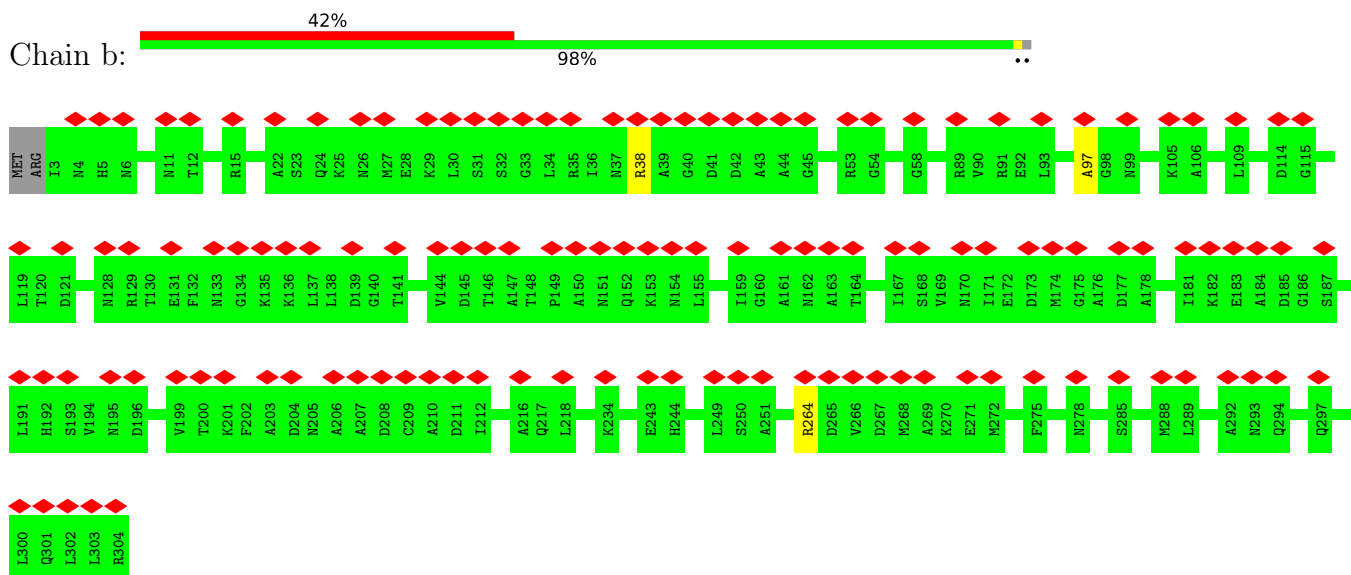 42%
Chain b:
98%
..
MET ARG I3 N4 H5 N6 N11 T12 R15 A22 S23 Q24 K25 N26 M27 E28 K29 L30 S31 S32 G33 L34 R35 I36 N37 R38 A39 G40 D41 D42 A43 A44 G45 R53 G54 G58 R89 V90 R91 E92 L93 A97 G98 N99 K105 A106 L109 D114 G115
L119 T120 D121 N128 R129 T130 E131 F132 N133 G134 K135 K136 L137 L138 D139 G140 T141 V144 D145 T146 A147 T148 P149 A150 N151 Q152 K153 N154 L155 I159 G160 A161 N162 A163 T164 I167 S168 V169 N170 I171 E172 D173 M174 G175 A176 D177 A178 I181 K182 E183 A184 D185 G186 S187
L191 H192 S193 V194 N195 D196 V199 T200 K201 F202 A203 D204 N205 A206 A207 D208 C209 A210 D211 I212 A216 Q217 L218 K234 E243 H244 L249 S250 A251 R264 D265 V266 D267 M268 A269 K270 E271 M272 F275 N278 S285 M288 L289 A292 N293 Q294 Q297
L300 Q301 L302 L303 R304